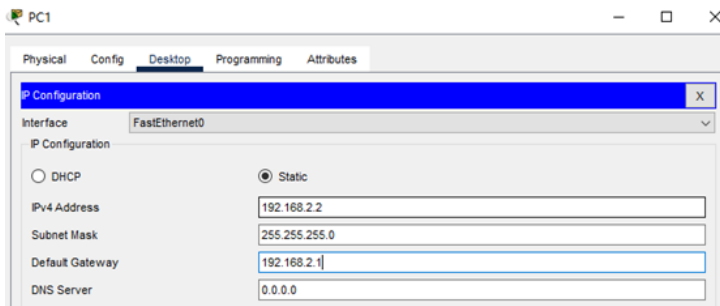 PC1
Physical Config Desktop Programming Attributes
IP Configuration X
Interface FastEthernet0
IP Configuration
DHCP Static
IPv4 Address 192.168.2.2
Subnet Mask 255.255.255.0
Default Gateway 192.168.2.1
DNS Server 0.0.0.0